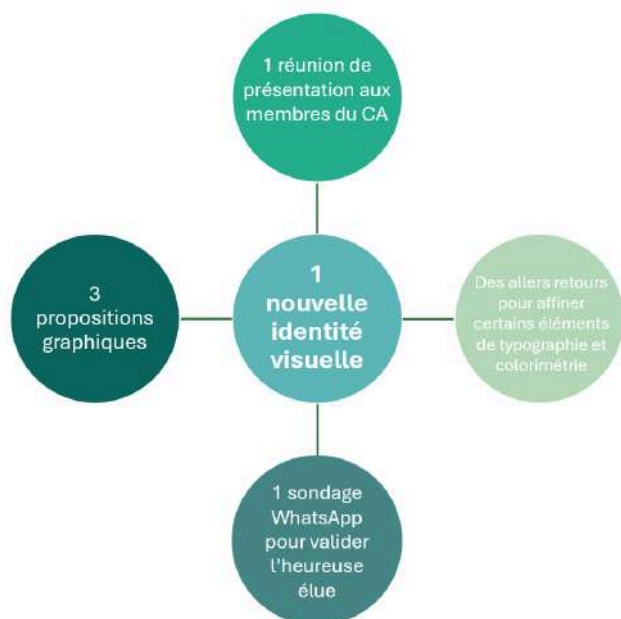 1 réunion de
présentation aux
membres du CA
3
propositions
graphiques
1
nouvelle
identité
visuelle
Des allers retours
pour affiner
certains éléments
de typographie et
colorimétrie
1 sondage
WhatsApp
pour valider
l'heureuse
élue